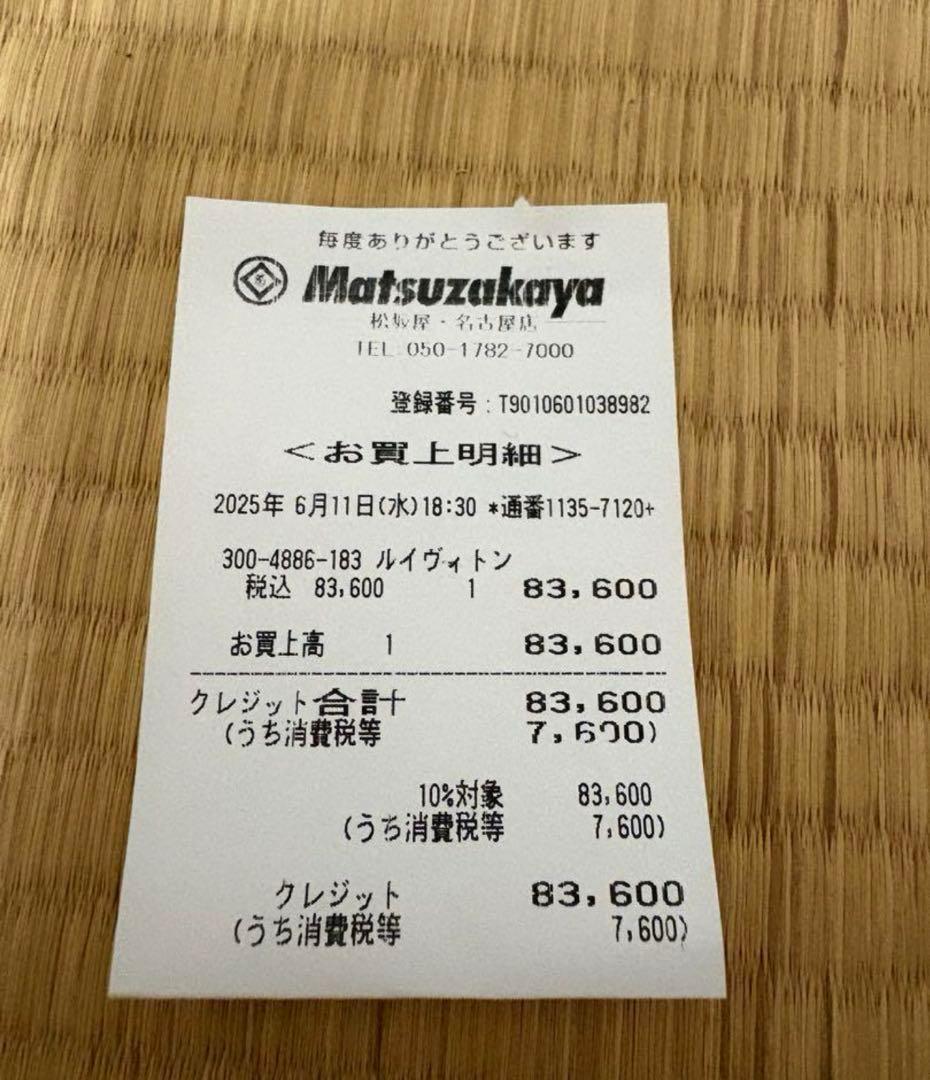 毎度ありがとうございます
Matsuzakaya
松坂屋・名古屋店
TEL 050-1782-7000
登録番号：T9010601038982
＜お買上明細＞
2025年 6月11日(水)18:30 *通番1135-7120+
300-4886-183 ルイヴィトン
税込 83,600 1 83,600
お買上高 1 83,600
クレジット合計 83,600
(うち消費税等 7,600)
10%対象 83,600
(うち消費税等 7,600)
クレジット 83,600
(うち消費税等 7,600)